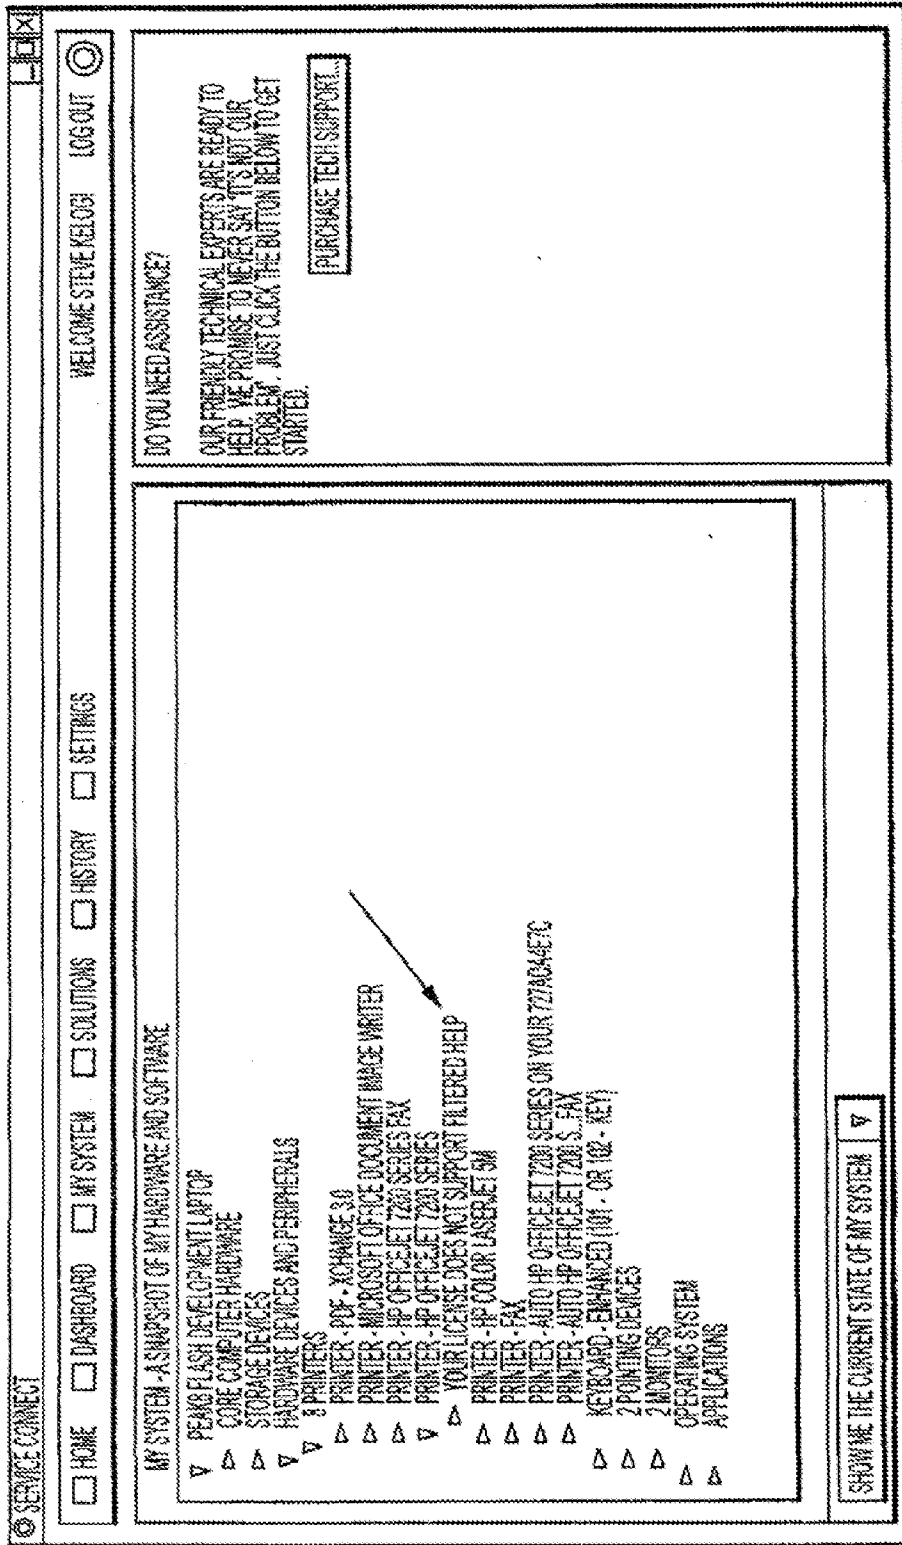 SERVICE CONNECT
HOME DASHBOARD MY SYSTEM SOLUTIONS HISTORY SETTINGS WELCOME STEVE KELOGI LOG OUT
MY SYSTEM - A SNAPSHOT OF MY HARDWARE AND SOFTWARE
PEAK8 FLASH DEVELOPMENT LAPTOP
CORE COMPUTER HARDWARE
STORAGE DEVICES
HARDWARE DEVICES AND PERIPHERALS
8 PRINTERS
PRINTER - PDF - XCHANGE 3.0
PRINTER - MICROSOFT OFFICE DOCUMENT IMAGE WRITER
PRINTER - HP OFFICEJET 7200 SERIES FAX
PRINTER - HP OFFICEJET 7200 SERIES
YOUR LICENSE DOES NOT SUPPORT FILTERED HELP
PRINTER - HP COLOR LASERJET 5M
PRINTER - FAX
PRINTER - AUTO HP OFFICEJET 7200 SERIES ON YOUR 727A0A4E7C
PRINTER - AUTO HP OFFICEJET 7200 S...FAX
KEYBOARD - ENHANCED (101 - OR 102 - KEY)
2 POINTING DEVICES
2 MONITORS
OPERATING SYSTEM
APPLICATIONS
SHOW ME THE CURRENT STATE OF MY SYSTEM
DO YOU NEED ASSISTANCE?
OUR FRIENDLY TECHNICAL EXPERTS ARE READY TO
HELP. WE PROMISE TO NEVER SAY "IT'S NOT OUR
PROBLEM". JUST CLICK THE BUTTON BELOW TO GET
STARTED.
PURCHASE TECH SUPPORT...